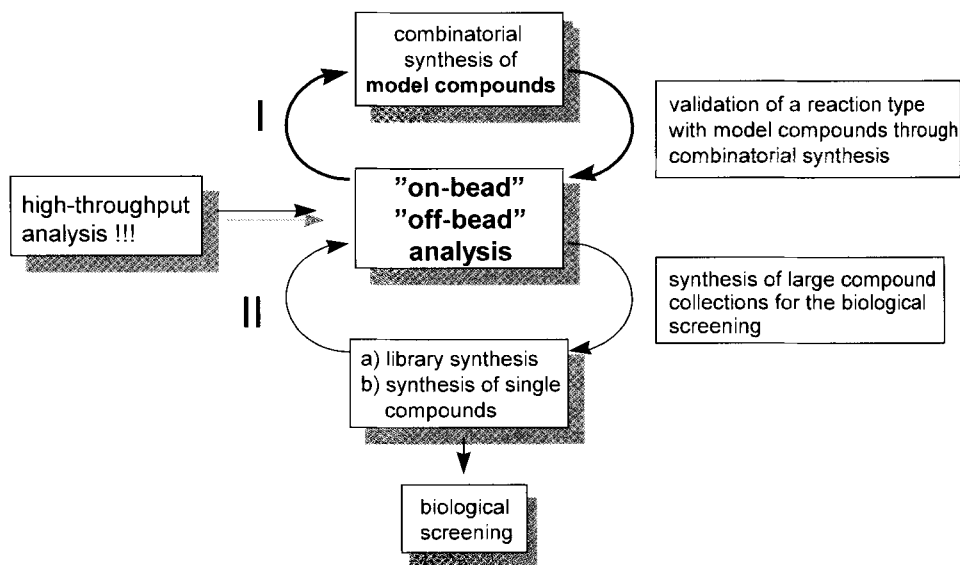 combinatorial
synthesis of
model compounds
I
validation of a reaction type
with model compounds through
combinatorial synthesis
”on-bead”
”off-bead”
analysis
high-throughput
analysis !!!
II
synthesis of large compound
collections for the biological
screening
a) library synthesis
b) synthesis of single
compounds
biological
screening